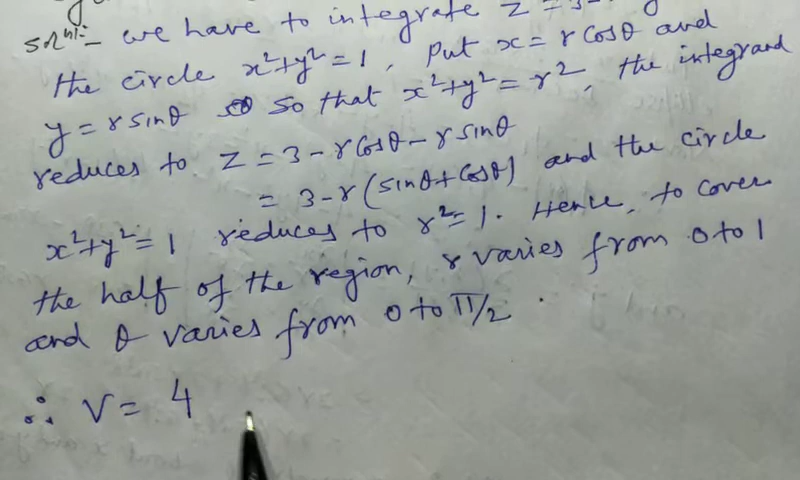 Solⁿ:- we have to integrate z = 3-
the circle x²+y²=1, Put x = r cosθ and
y = r sinθ so that x²+y² = r², the integrand
reduces to z = 3 - r cosθ - r sinθ
= 3-r(sinθ+cosθ) and the circle
x²+y²=1 reduces to r²=1. Hence, to cover
the half of the region, r varies from 0 to 1
and θ varies from 0 to π/2.
∴ V = 4